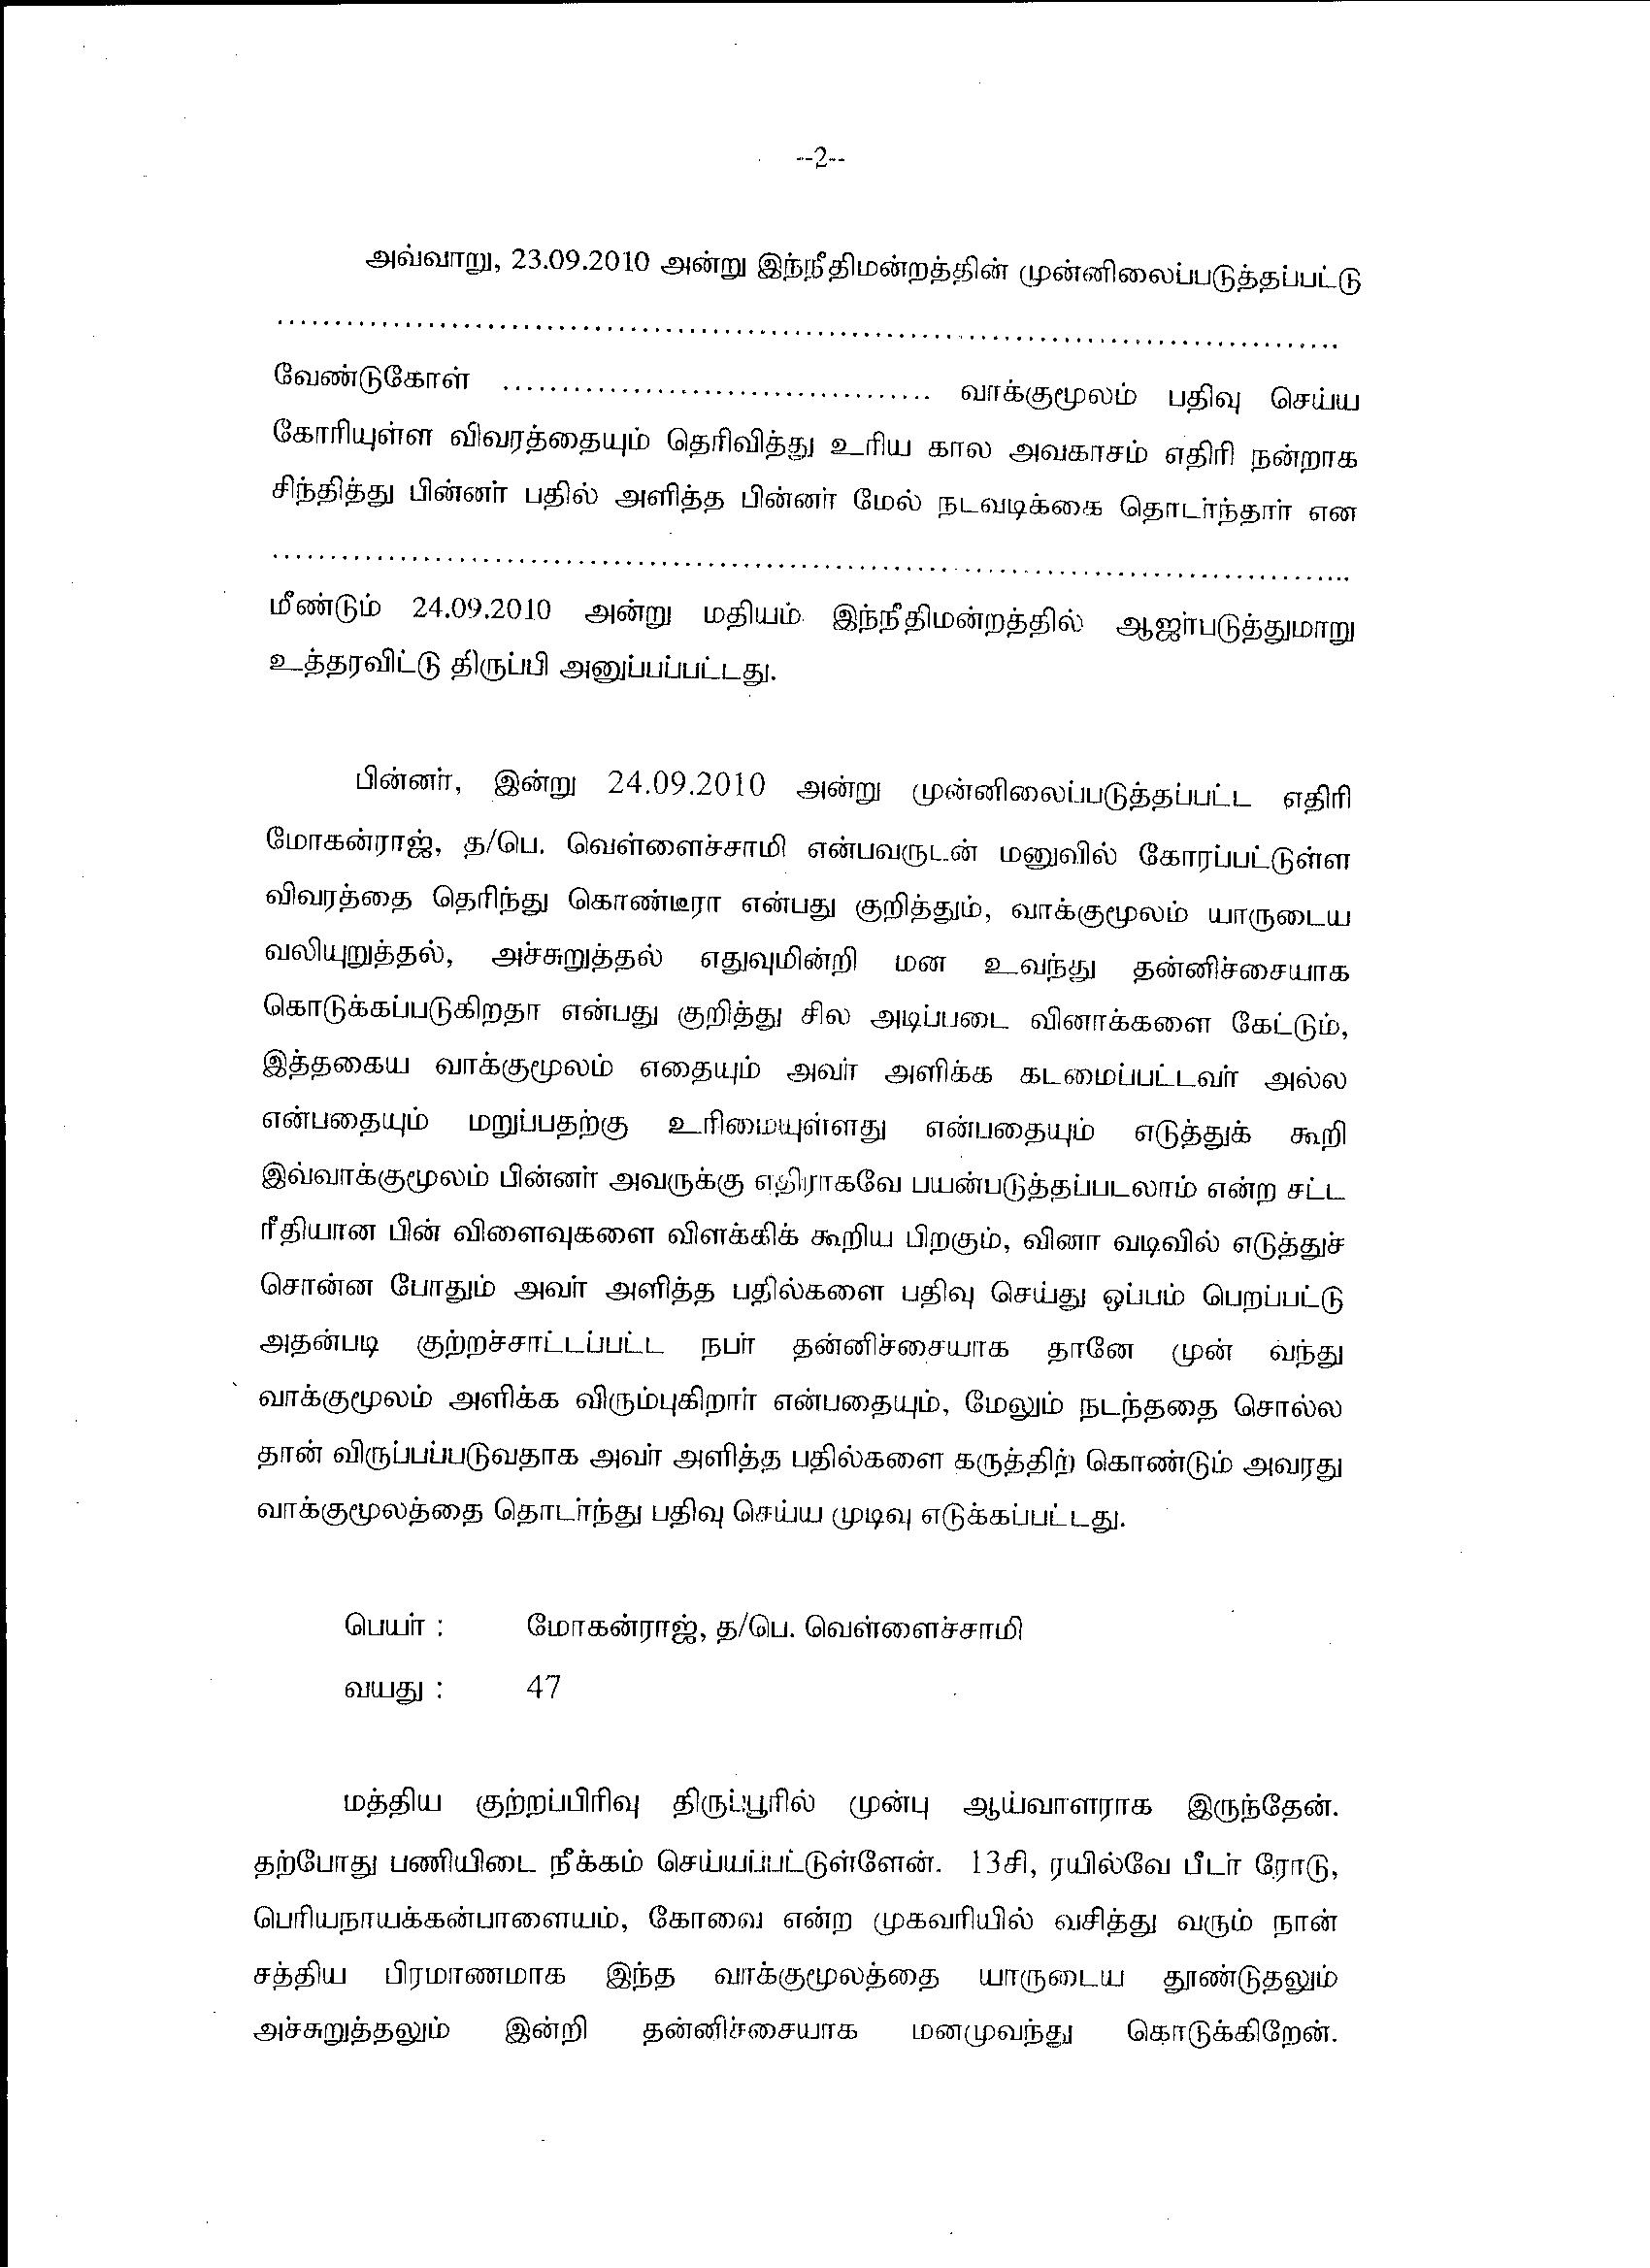 --2--
அவ்வாறு, 23.09.2010 அன்று இந்நீதிமன்றத்தின் முன்னிலைப்படுத்தப்பட்டு
..........................................................................................
வேண்டுகோள் ..................................... வாக்குமூலம் பதிவு செய்ய
கோரியுள்ள விவரத்தையும் தெரிவித்து உரிய கால அவகாசம் எதிரி நன்றாக
சிந்தித்து பின்னர் பதில் அளித்த பின்னர் மேல் நடவடிக்கை தொடர்ந்தார் என
..........................................................................................
மீண்டும் 24.09.2010 அன்று மதியம் இந்நீதிமன்றத்தில் ஆஜர்படுத்துமாறு
உத்தரவிட்டு திருப்பி அனுப்பப்பட்டது.
பின்னர், இன்று 24.09.2010 அன்று முன்னிலைப்படுத்தப்பட்ட எதிரி
மோகன்ராஜ், த/பெ. வெள்ளைச்சாமி என்பவருடன் மனுவில் கோரப்பட்டுள்ள
விவரத்தை தெரிந்து கொண்டீரா என்பது குறித்தும், வாக்குமூலம் யாருடைய
வலியுறுத்தல், அச்சுறுத்தல் எதுவுமின்றி மன உவந்து தன்னிச்சையாக
கொடுக்கப்படுகிறதா என்பது குறித்து சில அடிப்படை வினாக்களை கேட்டும்,
இத்தகைய வாக்குமூலம் எதையும் அவர் அளிக்க கடமைப்பட்டவர் அல்ல
என்பதையும் மறுப்பதற்கு உரிமையுள்ளது என்பதையும் எடுத்துக் கூறி
இவ்வாக்குமூலம் பின்னர் அவருக்கு எதிராகவே பயன்படுத்தப்படலாம் என்ற சட்ட
ரீதியான பின் விளைவுகளை விளக்கிக் கூறிய பிறகும், வினா வடிவில் எடுத்துச்
சொன்ன போதும் அவர் அளித்த பதில்களை பதிவு செய்து ஒப்பம் பெறப்பட்டு
அதன்படி குற்றச்சாட்டப்பட்ட நபர் தன்னிச்சையாக தானே முன் வந்து
வாக்குமூலம் அளிக்க விரும்புகிறார் என்பதையும், மேலும் நடந்ததை சொல்ல
தான் விருப்பப்படுவதாக அவர் அளித்த பதில்களை கருத்திற் கொண்டும் அவரது
வாக்குமூலத்தை தொடர்ந்து பதிவு செய்ய முடிவு எடுக்கப்பட்டது.
பெயர் : மோகன்ராஜ், த/பெ. வெள்ளைச்சாமி
வயது : 47
மத்திய குற்றப்பிரிவு திருப்பூரில் முன்பு ஆய்வாளராக இருந்தேன்.
தற்போது பணியிடை நீக்கம் செய்யப்பட்டுள்ளேன். 13சி, ரயில்வே பீடர் ரோடு,
பெரியநாயக்கன்பாளையம், கோவை என்ற முகவரியில் வசித்து வரும் நான்
சத்திய பிரமாணமாக இந்த வாக்குமூலத்தை யாருடைய தூண்டுதலும்
அச்சுறுத்தலும் இன்றி தன்னிச்சையாக மனமுவந்து கொடுக்கிறேன்.